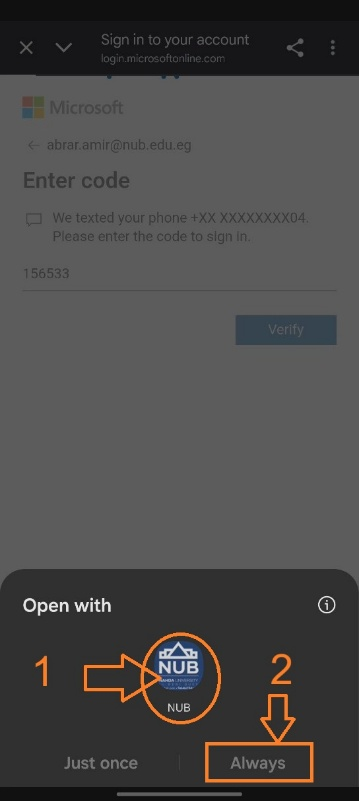 Sign in to your account
login.microsoftonline.com
Microsoft
abrar.amir@nub.edu.eg
Enter code
We texted your phone +XX XXXXXXXX04.
Please enter the code to sign in.
156533
Verify
Open with
1
NUB
NUB
2
Just once
Always